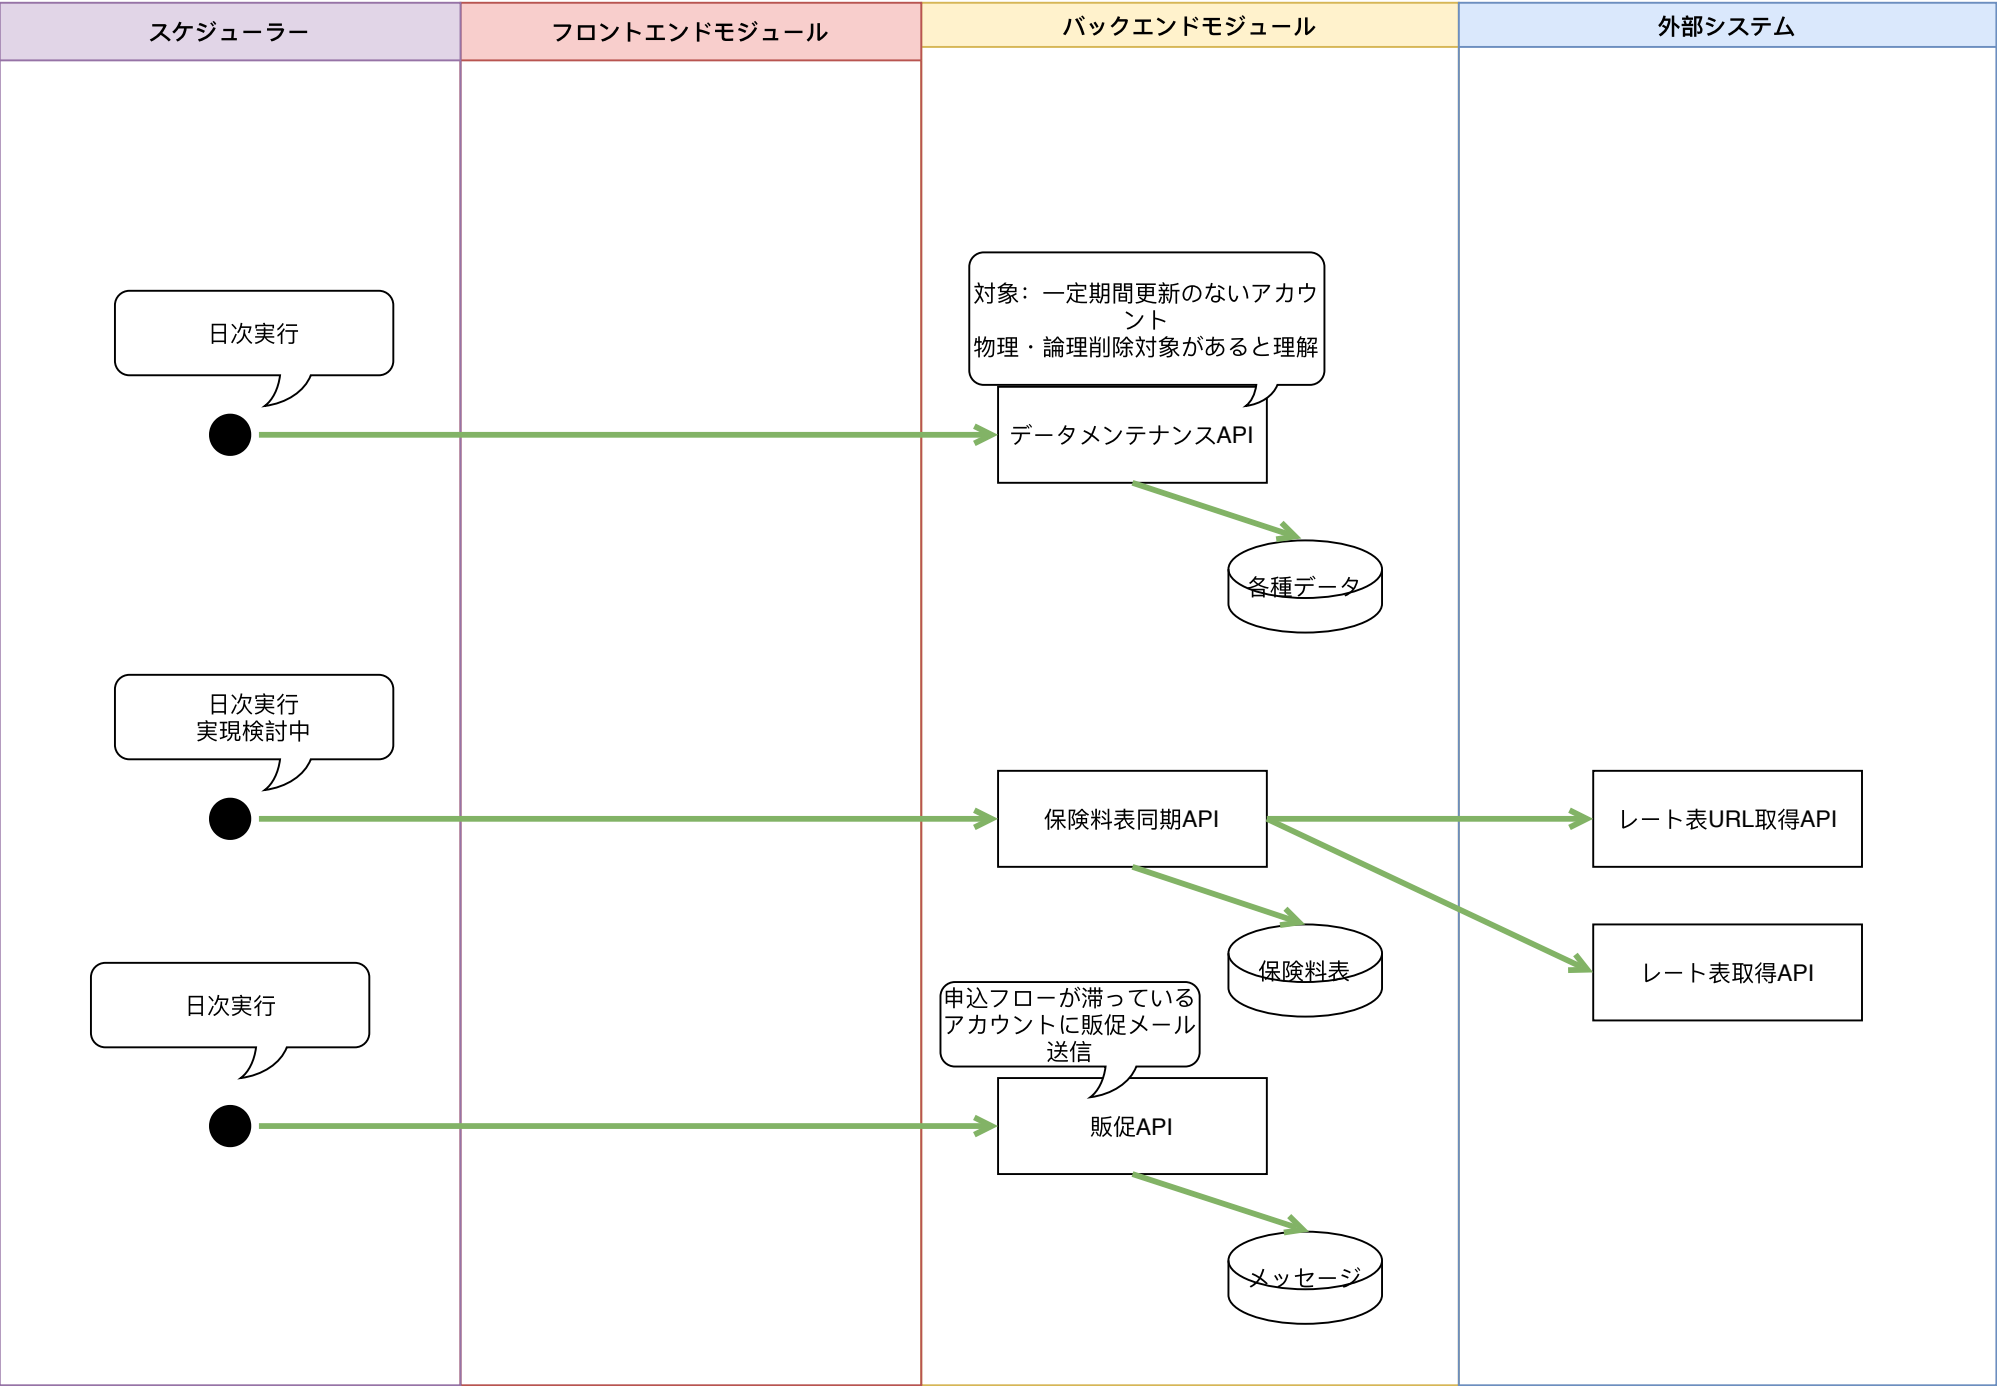 スケジューラー
フロントエンドモジュール
バックエンドモジュール
外部システム
日次実行
対象：一定期間更新のないアカウ
ント
物理・論理削除対象があると理解
データメンテナンスAPI
各種データ
日次実行
実現検討中
保険料表同期API
レート表URL取得API
保険料表
レート表取得API
日次実行
申込フローが滞っている
アカウントに販促メール
送信
販促API
メッセージ